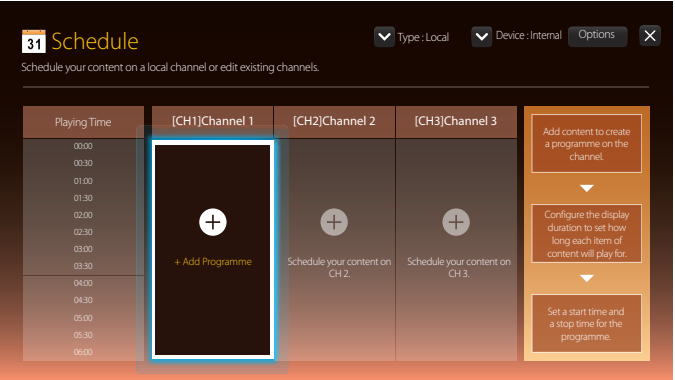 31 Schedule
Type : Local
Device : Internal
Options
Schedule your content on a local channel or edit existing channels.
Playing Time
[CH1]Channel 1
[CH2]Channel 2
[CH3]Channel 3
00:00
00:30
01:00
01:30
02:00
02:30
03:00
03:30
04:00
04:30
05:00
05:30
06:00
+ Add Programme
Schedule your content on
CH 2.
Schedule your content on
CH 3.
Add content to create
a programme on the
channel.
Configure the display
duration to set how
long each item of
content will play for.
Set a start time and
a stop time for the
programme.